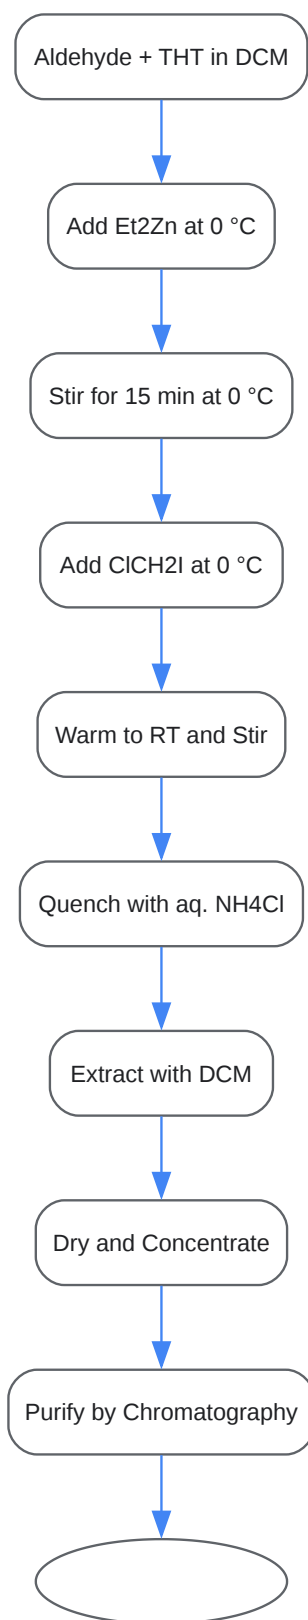 Aldehyde + THT in DCM
Add Et2Zn at 0 °C
Stir for 15 min at 0 °C
Add ClCH2I at 0 °C
Warm to RT and Stir
Quench with aq. NH4Cl
Extract with DCM
Dry and Concentrate
Purify by Chromatography